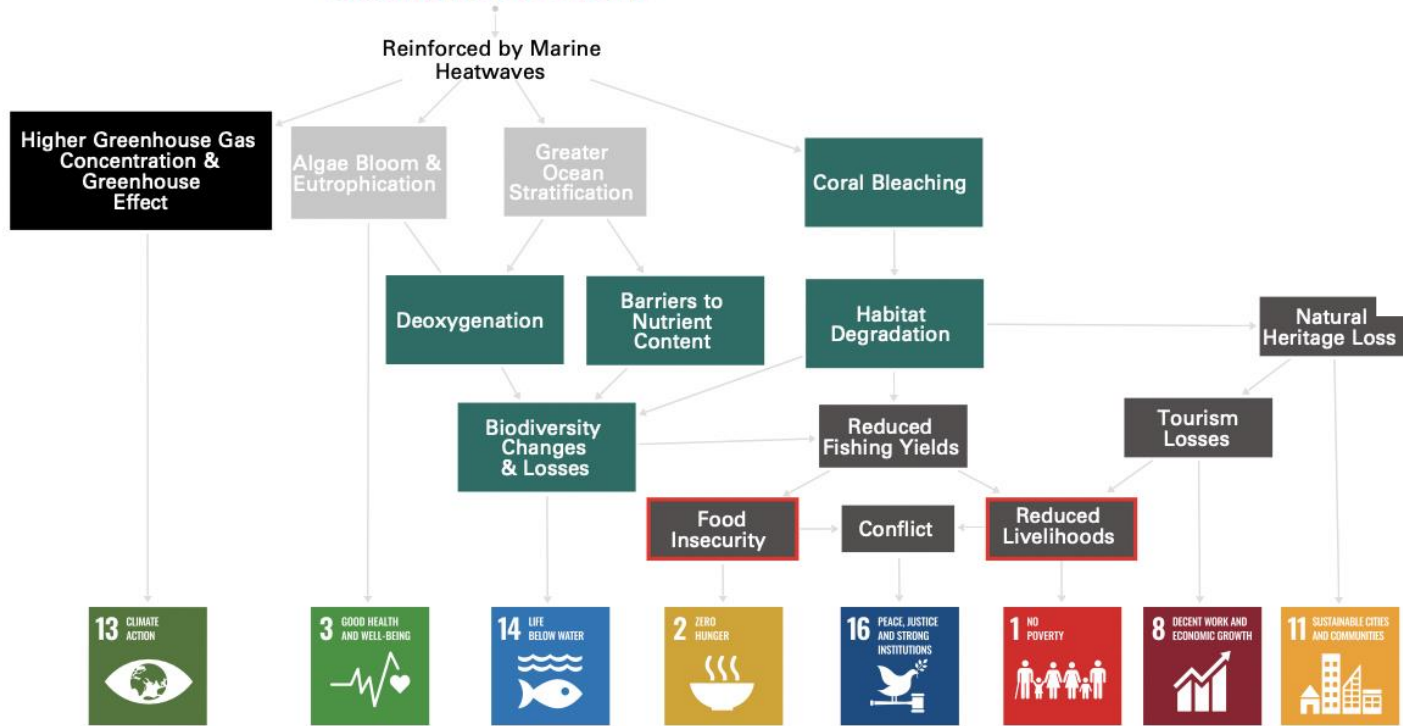 Reinforced by Marine
Heatwaves
Higher Greenhouse Gas
Concentration &
Greenhouse
Effect
Algae Bloom &
Eutrophication
Greater
Ocean
Stratification
Coral Bleaching
Deoxygenation
Barriers to
Nutrient
Content
Habitat
Degradation
Natural
Heritage Loss
Biodiversity
Changes
& Losses
Reduced
Fishing Yields
Tourism
Losses
Food
Insecurity
Conflict
Reduced
Livelihoods
13 CLIMATE
ACTION
3 GOOD HEALTH
AND WELL-BEING
14 LIFE
BELOW WATER
2 ZERO
HUNGER
16 PEACE, JUSTICE
AND STRONG
INSTITUTIONS
1 NO
POVERTY
8 DECENT WORK AND
ECONOMIC GROWTH
11 SUSTAINABLE CITIES
AND COMMUNITIES